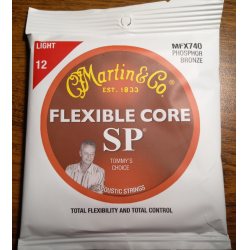 LIGHT
12
MFX740
PHOSPHOR
BRONZE
C.F. Martin & Co.
EST. 1833
FLEXIBLE CORE
SP®
TOMMY'S
CHOICE
ACOUSTIC STRINGS
TOTAL FLEXIBILITY AND TOTAL CONTROL